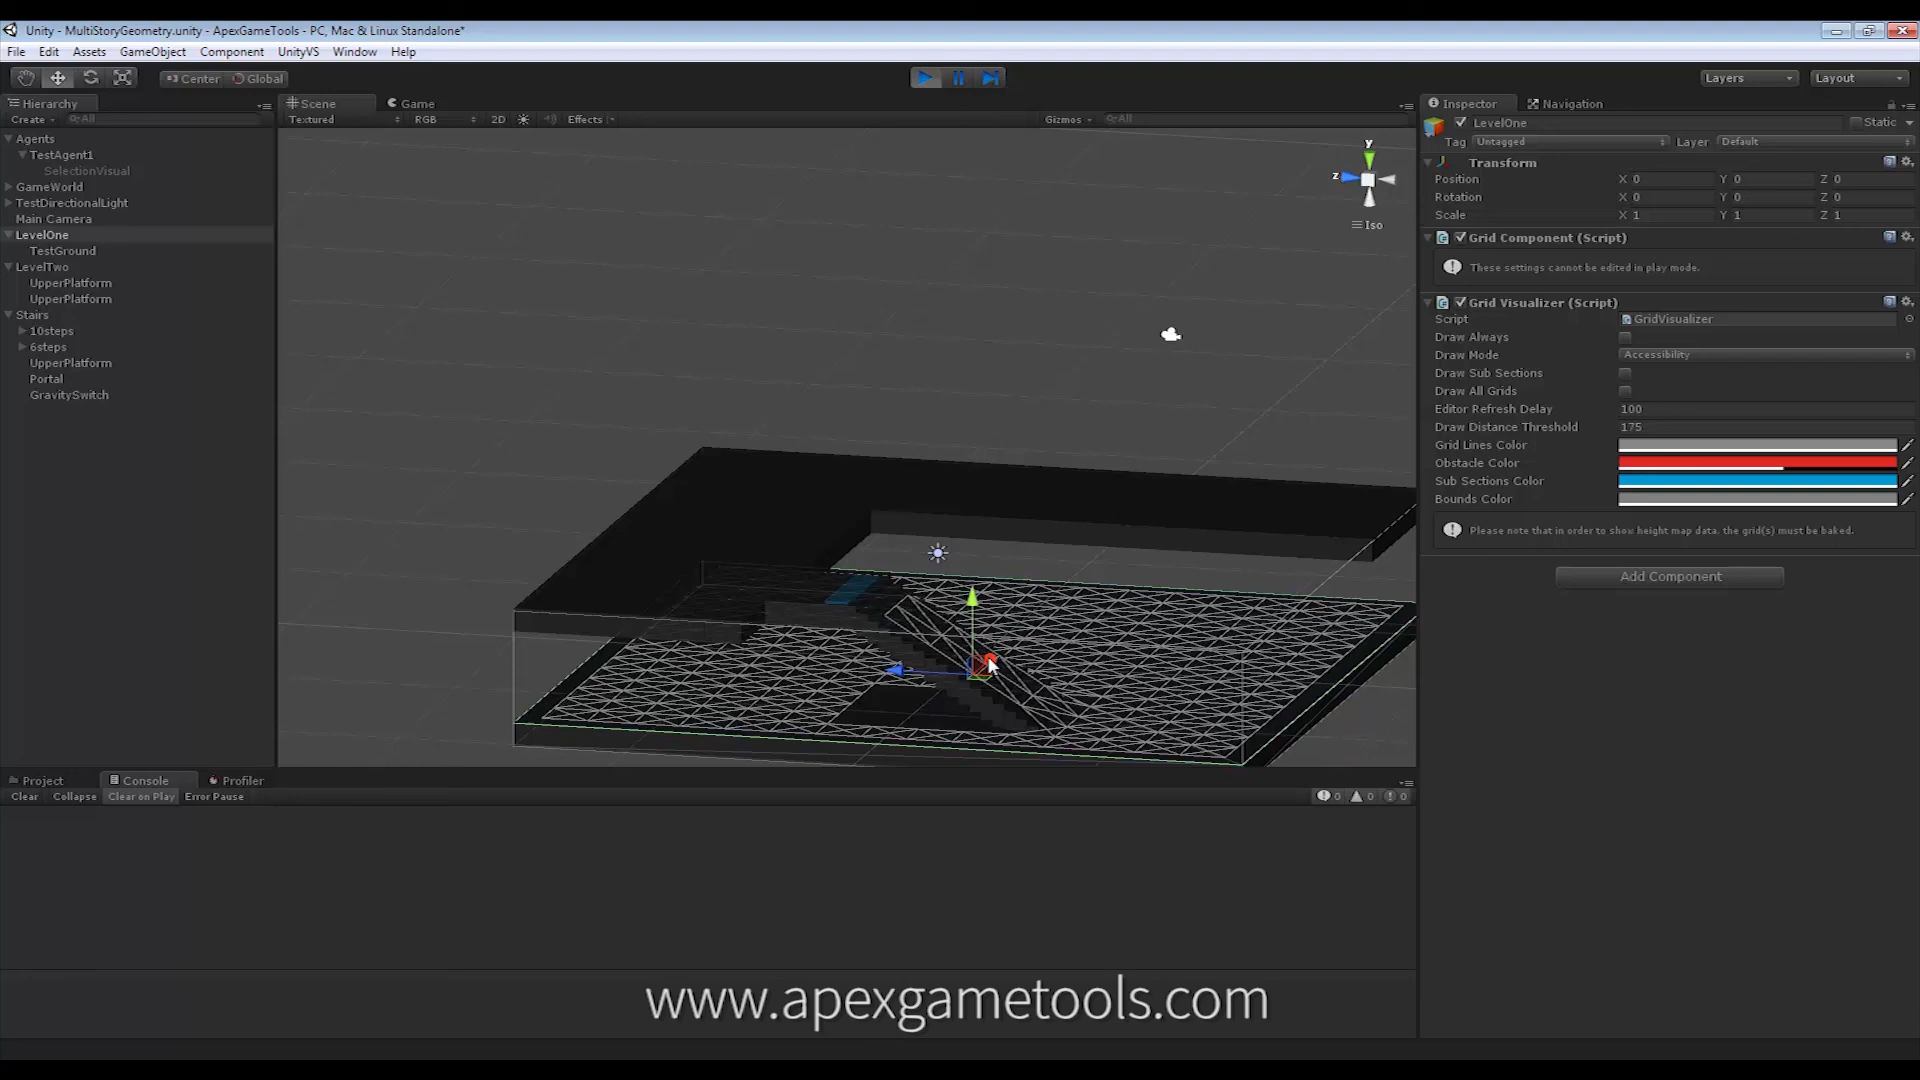 Unity - MultiStoryGeometry.unity - ApexGameTools - PC, Mac & Linux Standalone*
File Edit Assets GameObject Component UnityVS Window Help
Center Global Layers Layout
Hierarchy Scene Game Inspector Navigation
Create All Textured RGB 2D Effects Gizmos All
LevelOne Static
Tag Untagged Layer Default
Agents
TestAgent1
SelectionVisual
GameWorld
TestDirectionalLight
Main Camera
LevelOne
TestGround
LevelTwo
UpperPlatform
UpperPlatform
Stairs
10steps
6steps
UpperPlatform
Portal
GravitySwitch
y
z
Iso
Transform
Position X 0 Y 0 Z 0
Rotation X 0 Y 0 Z 0
Scale X 1 Y 1 Z 1
Grid Component (Script)
These settings cannot be edited in play mode.
Grid Visualizer (Script)
Script GridVisualizer
Draw Always
Draw Mode Accessibility
Draw Sub Sections
Draw All Grids
Editor Refresh Delay 100
Draw Distance Threshold 175
Grid Lines Color
Obstacle Color
Sub Sections Color
Bounds Color
Please note that in order to show height map data, the grid(s) must be baked.
Add Component
Project Console Profiler
Clear Collapse Clear on Play Error Pause 0 0 0
www.apexgametools.com